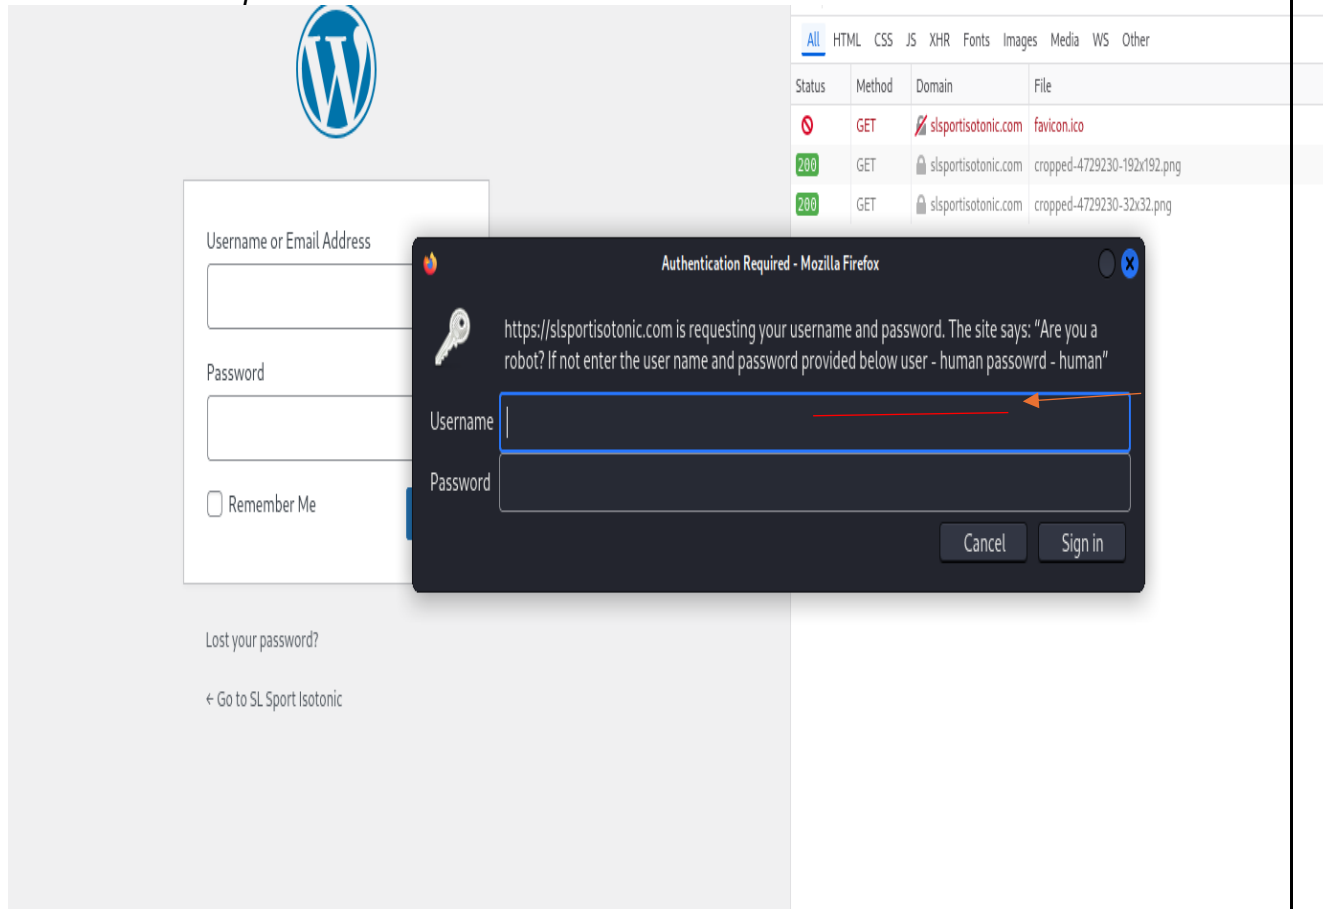 All HTML CSS JS XHR Fonts Images Media WS Other
Status Method Domain File
GET slsportisotonic.com favicon.ico
200 GET slsportisotonic.com cropped-4729230-192x192.png
200 GET slsportisotonic.com cropped-4729230-32x32.png
Username or Email Address
Password
Remember Me
Lost your password?
← Go to SL Sport Isotonic
Authentication Required - Mozilla Firefox
https://slsportisotonic.com is requesting your username and password. The site says: “Are you a
robot? If not enter the user name and password provided below user - human passowrd - human”
Username
Password
Cancel Sign in